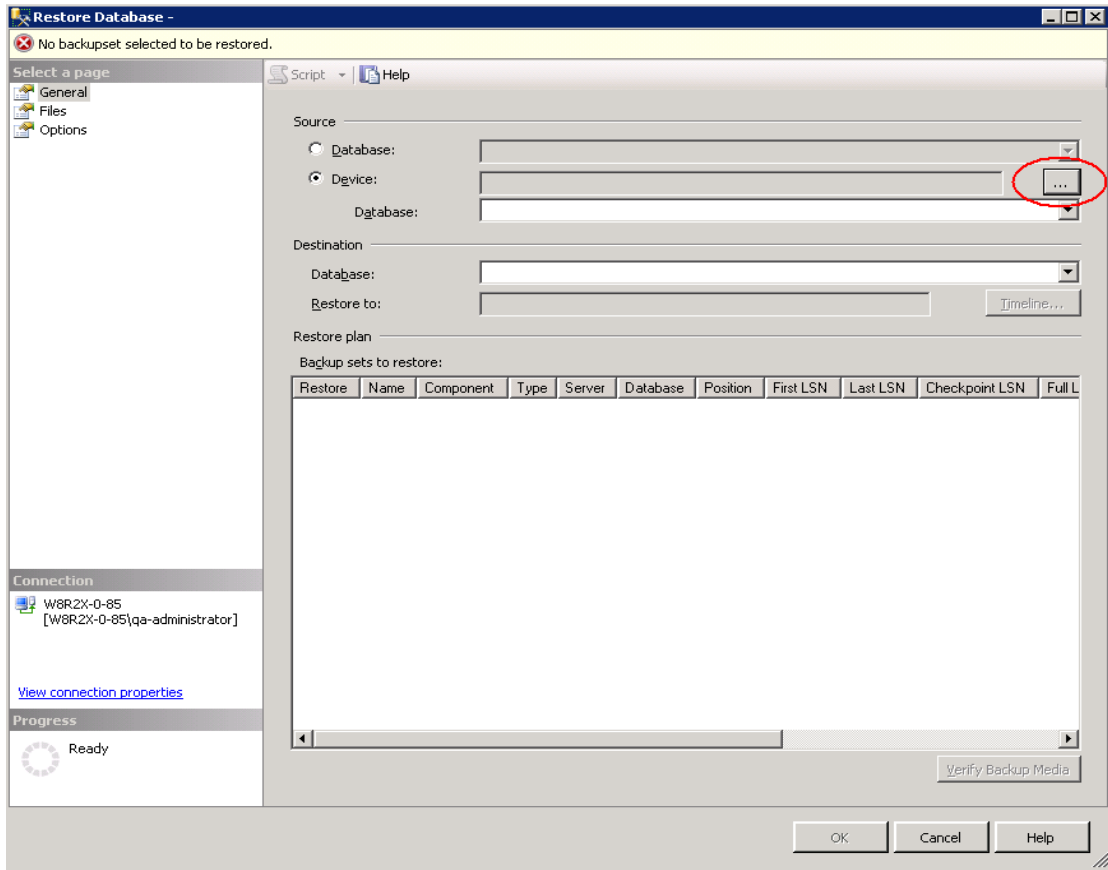 Restore Database -
No backupset selected to be restored.
Select a page
General
Files
Options
Script
Help
Source
Database:
Device:
...
Database:
Destination
Database:
Restore to:
Timeline...
Restore plan
Backup sets to restore:
Restore Name Component Type Server Database Position First LSN Last LSN Checkpoint LSN Full L
Connection
W8R2X-0-85
[W8R2X-0-85\qa-administrator]
View connection properties
Progress
Ready
Verify Backup Media
OK Cancel Help